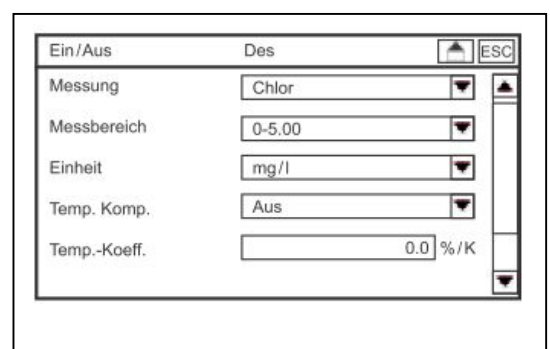 Ein/Aus Des ESC
Messung Chlor
Messbereich 0-5.00
Einheit mg/l
Temp. Komp. Aus
Temp.-Koeff. 0.0 %/K